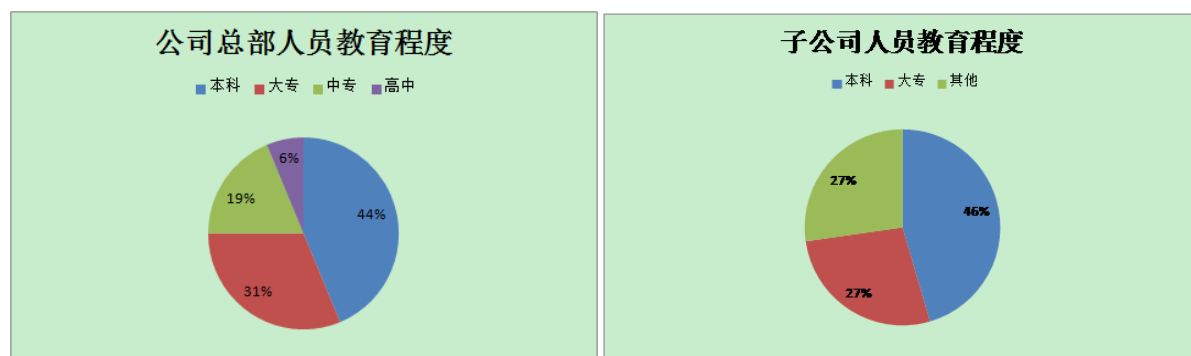 公司总部人员教育程度
本科 大专 中专 高中
6%
19%
44%
31%
子公司人员教育程度
本科 大专 其他
27%
46%
27%